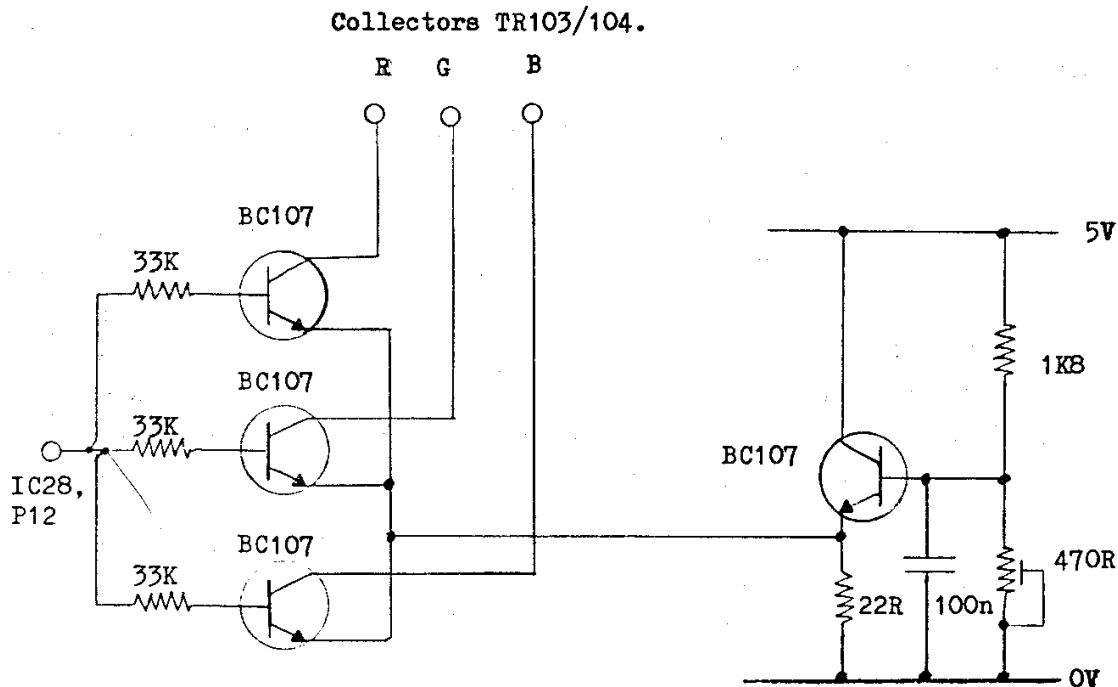 Collectors TR103/104.
R G B
BC107
33K
5V
1K8
BC107
33K
BC107
IC28,
P12
BC107
33K
470R
22R
100n
0V